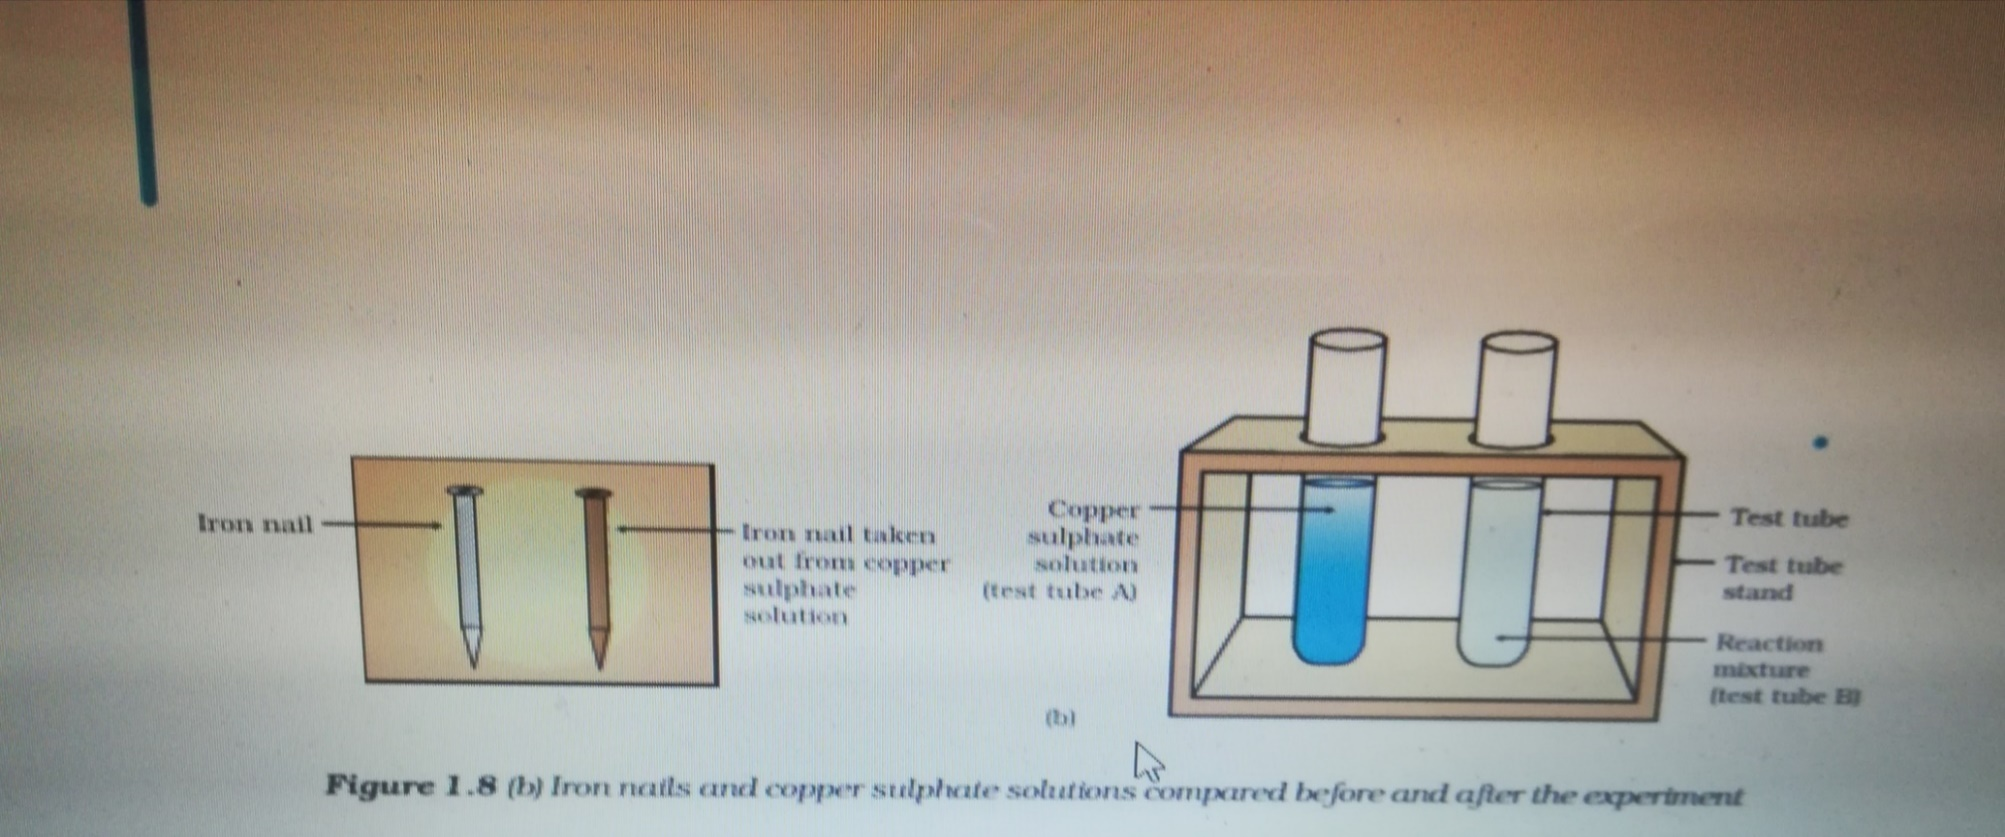 Iron nail
Iron nail taken
out from copper
sulphate
solution
Copper
sulphate
solution
(test tube A)
Test tube
Test tube
stand
Reaction
mixture
(test tube B)
(b)
Figure 1.8 (b) Iron nails and copper sulphate solutions compared before and after the experiment